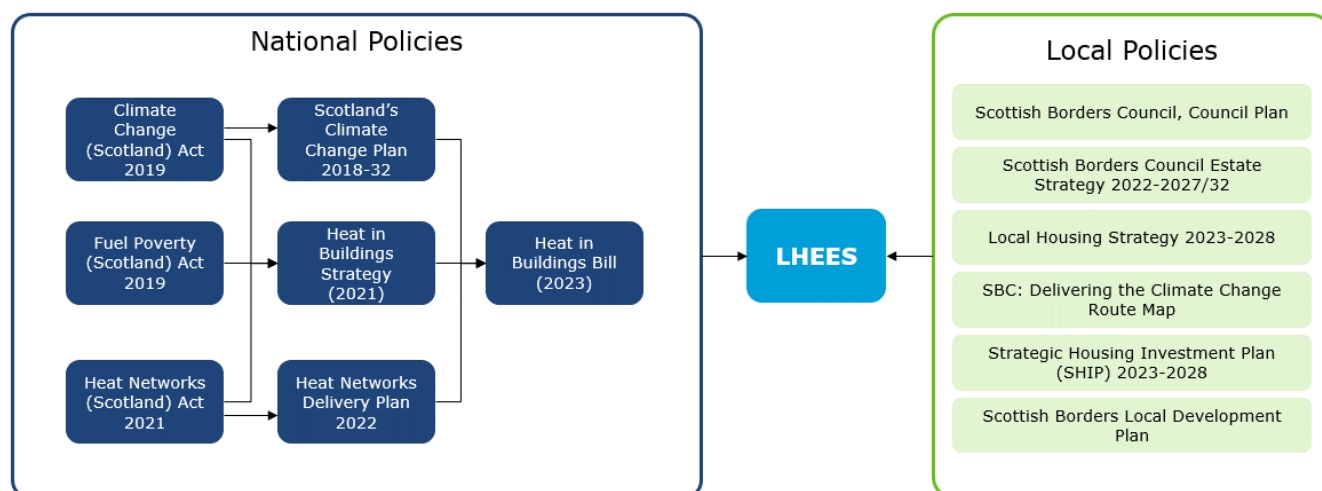 National Policies
Climate
Change
(Scotland) Act
2019
Scotland's
Climate
Change Plan
2018-32
Fuel Poverty
(Scotland) Act
2019
Heat in
Buildings
Strategy
(2021)
Heat in
Buildings Bill
(2023)
Heat Networks
(Scotland) Act
2021
Heat Networks
Delivery Plan
2022
LHEES
Local Policies
Scottish Borders Council, Council Plan
Scottish Borders Council Estate
Strategy 2022-2027/32
Local Housing Strategy 2023-2028
SBC: Delivering the Climate Change
Route Map
Strategic Housing Investment Plan
(SHIP) 2023-2028
Scottish Borders Local Development
Plan